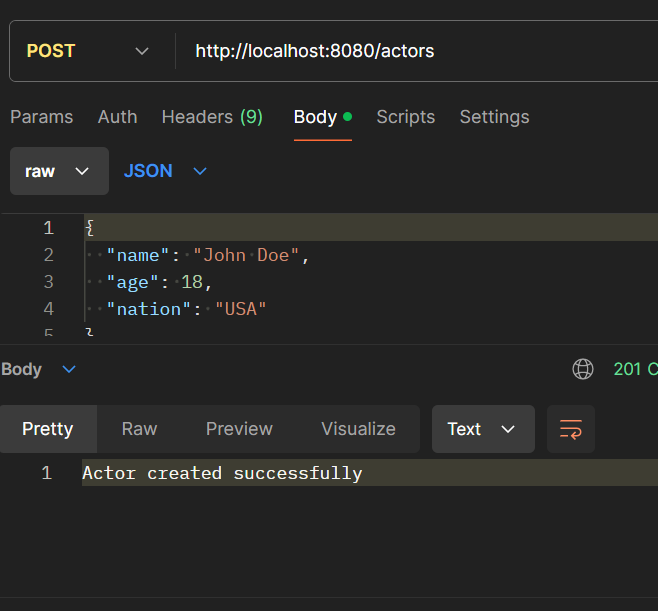 POST http://localhost:8080/actors
Params Auth Headers (9) Body Scripts Settings
raw JSON
1 {
2 "name": "John Doe",
3 "age": 18,
4 "nation": "USA"
5 }
Body 201 C
Pretty Raw Preview Visualize Text
1 Actor created successfully